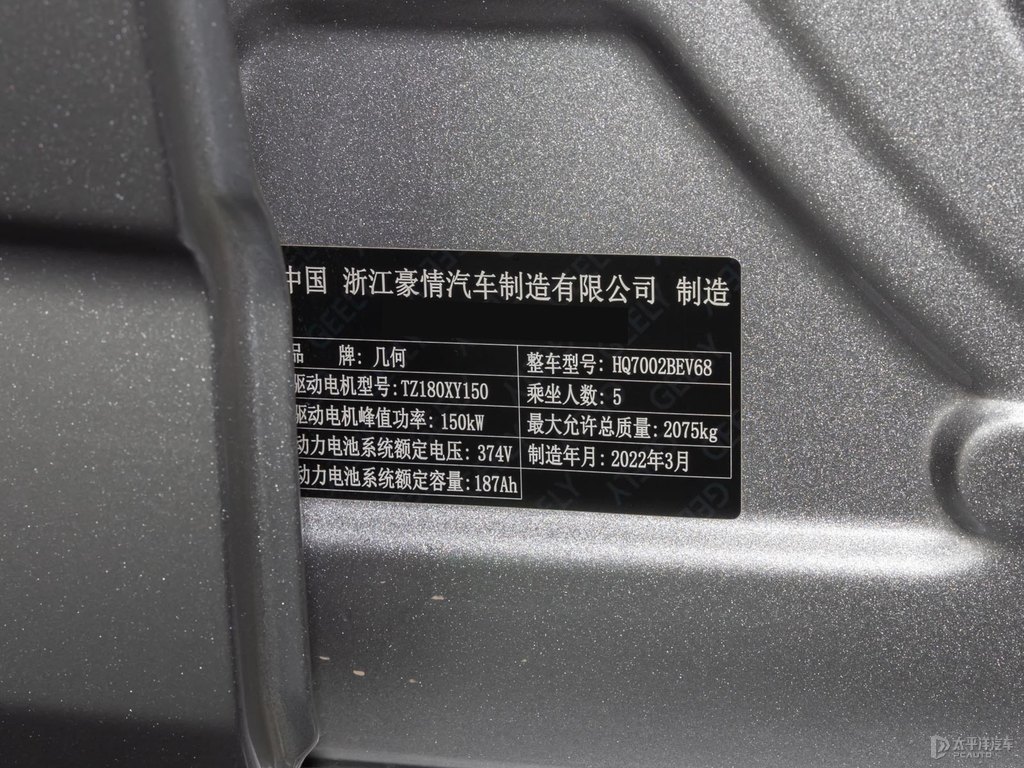 中国 浙江豪情汽车制造有限公司 制造
品 牌:几何
整车型号:HQ7002BEV68
驱动电机型号:TZ180XY150
乘坐人数:5
驱动电机峰值功率:150kW
最大允许总质量:2075kg
动力电池系统额定电压:374V
制造年月:2022年3月
动力电池系统额定容量:187Ah
GEELY
太平洋汽车
PCAUTO